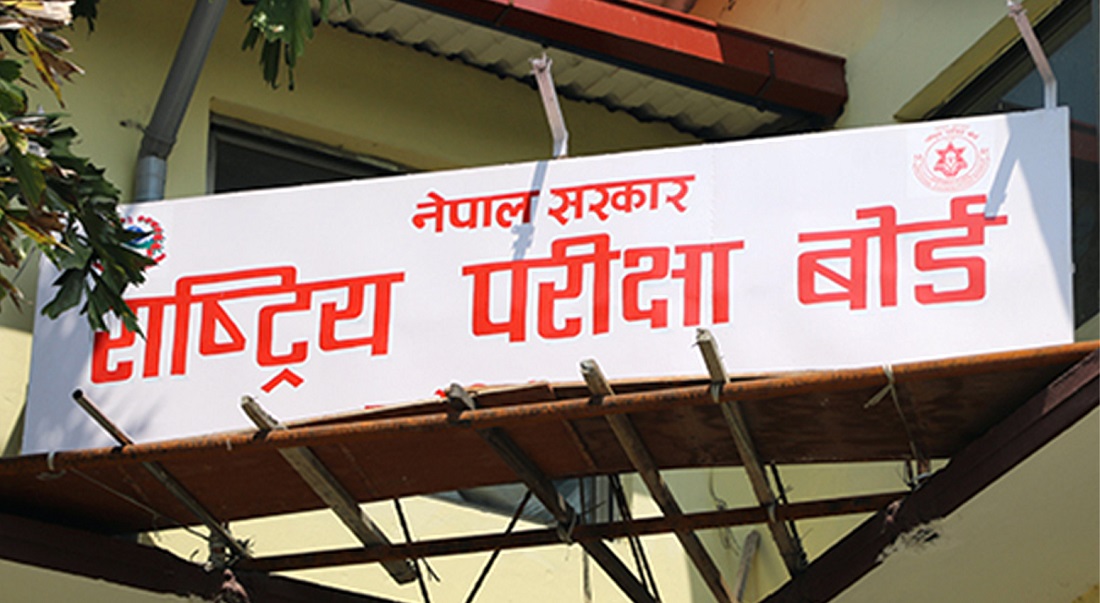 नेपाल सरकार
राष्ट्रिय परीक्षा बोर्ड